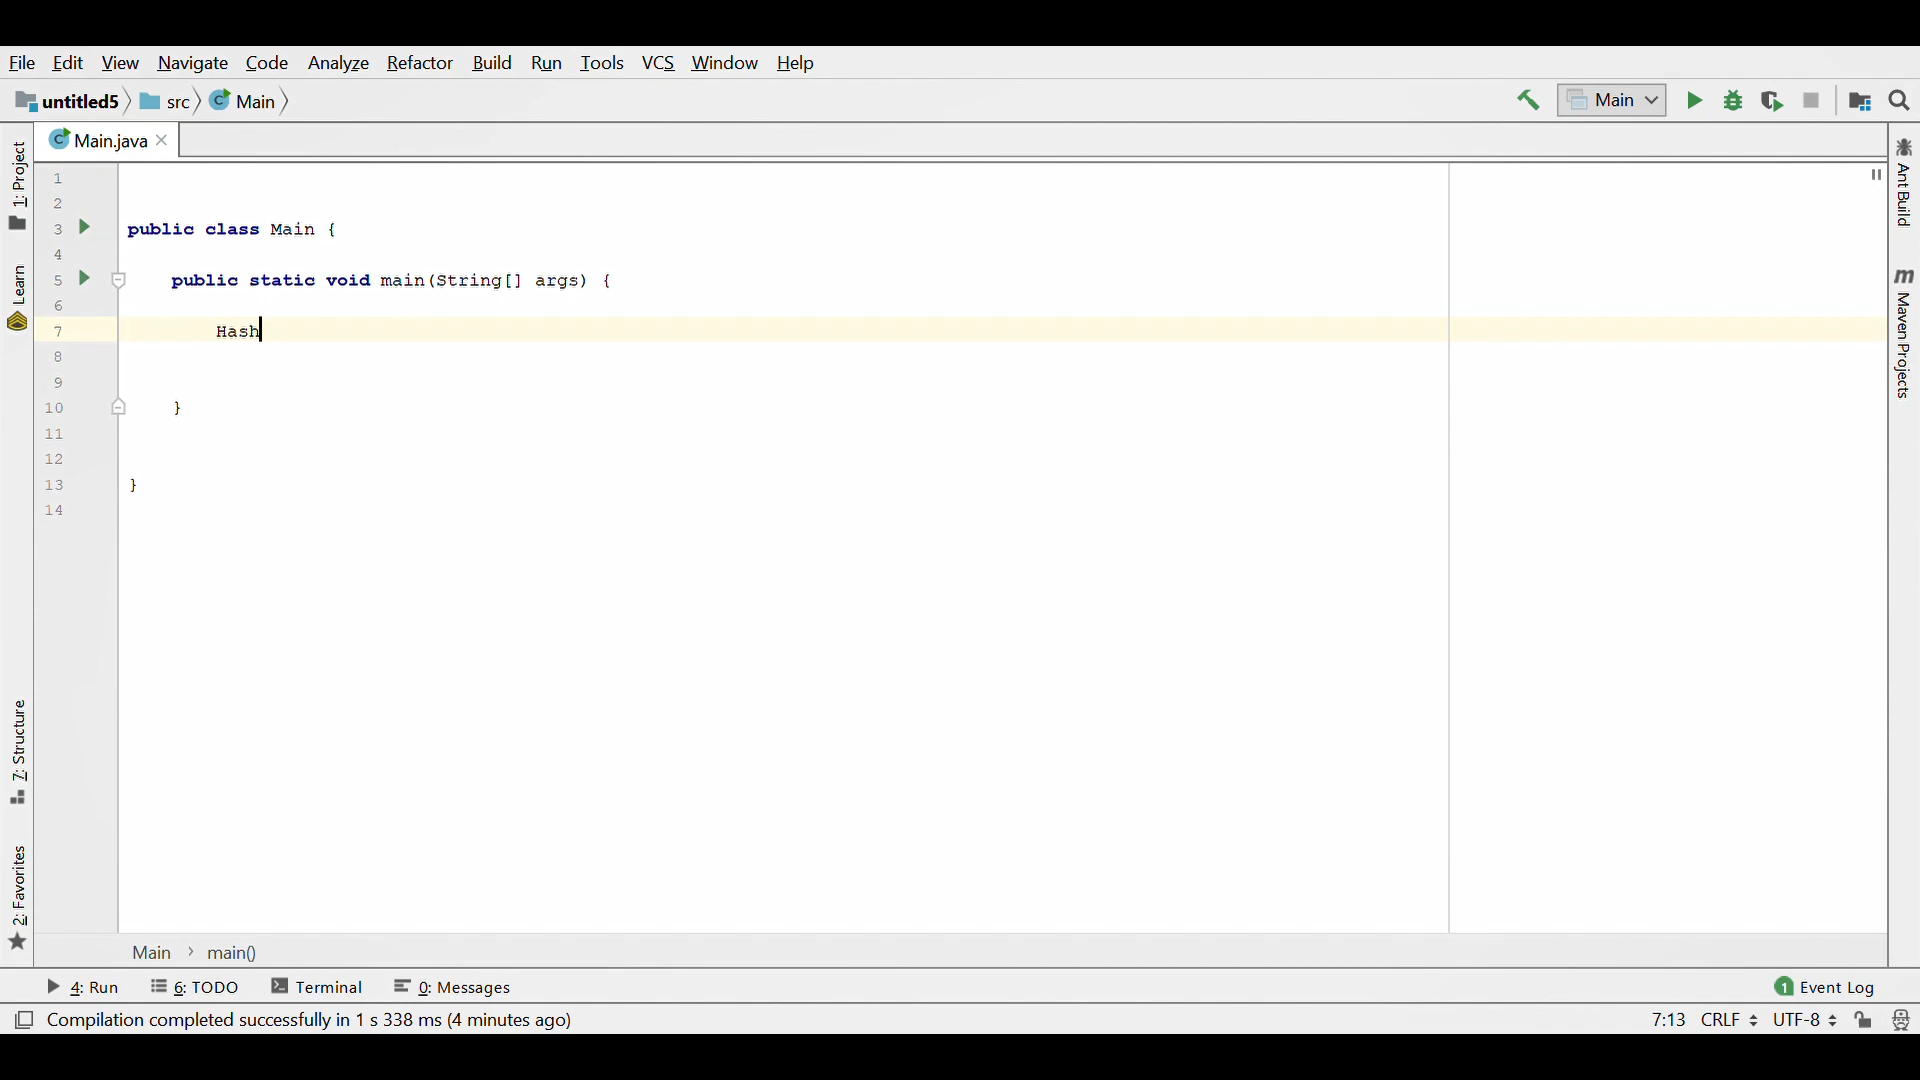 File Edit View Navigate Code Analyze Refactor Build Run Tools VCS Window Help
untitled5 src Main
Main
Main.java
1: Project
Learn
7: Structure
2: Favorites
1
2
3 public class Main {
4
5 public static void main(String[] args) {
6
7 Hash
8
9
10 }
11
12
13 }
14
Ant Build
Maven Projects
Main › main()
4: Run 6: TODO Terminal 0: Messages
1 Event Log
Compilation completed successfully in 1 s 338 ms (4 minutes ago)
7:13 CRLF UTF-8